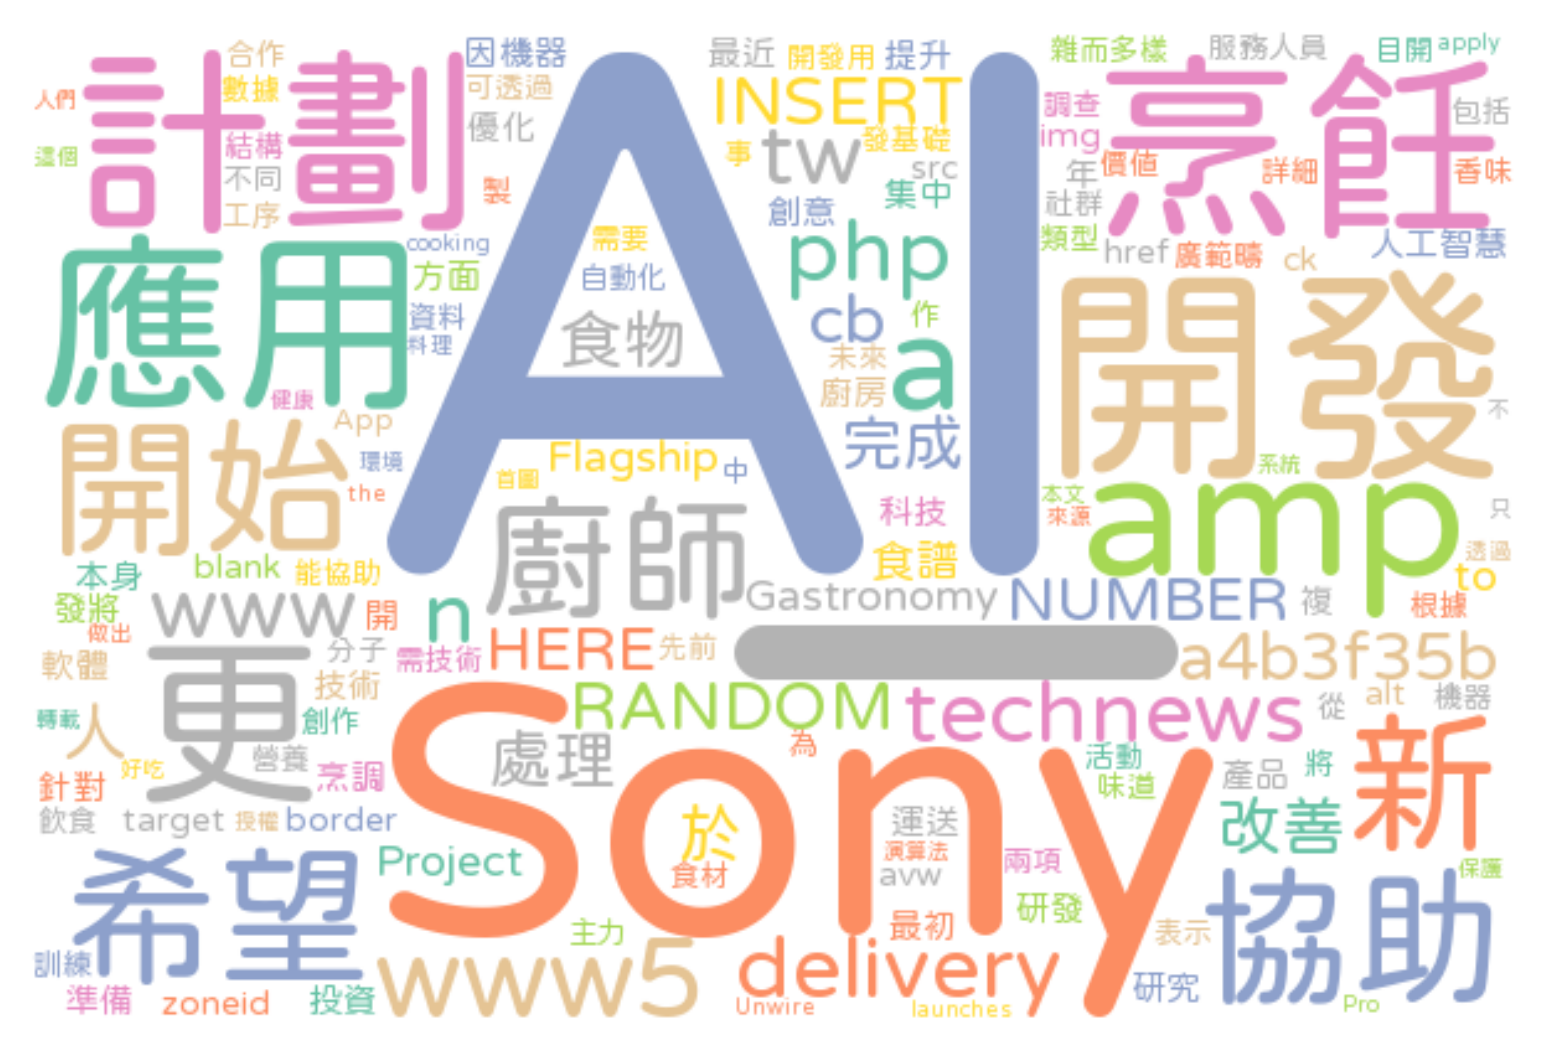 合作
因機器
最近
開發用
提升
雜而多樣
服務人員
目開
apply
計劃
數據
可透過
INSERT
調查
烹飪
人們
結構
優化
tw
發基礎
img
包括
這個
不同
製
事
src
年
價值
詳細
香味
工序
集中
社群
AI
cooking
需要
創意
php
類型
href
廣範疇
ck
人工智慧
應用
方面
自動化
資料
食物
cb
作
開發
料理
未來
a
健康
廚房
App
完成
不
開始
環境
Flagship
中
系統
the
首圖
科技
本文
amp
只
廚師
來源
食譜
透過
本身
blank
能協助
Gastronomy
NUMBER
複
to
發將
www
開
n
根據
做出
分子
需技術
HERE
先前
_
a4b3f35b
軟體
更
技術
RANDOM
technews
從
alt
機器
轉載
人
創作
Sony
處理
為
活動
將
新
好吃
營養
烹調
針對
味道
產品
飲食
target
授權
border
於
運送
改善
Project
食材
演算法
兩項
avw
保護
希望
主力
最初
研發
表示
協助
訓練
www5
delivery
研究
準備
zoneid
投資
Unwire
launches
Pro